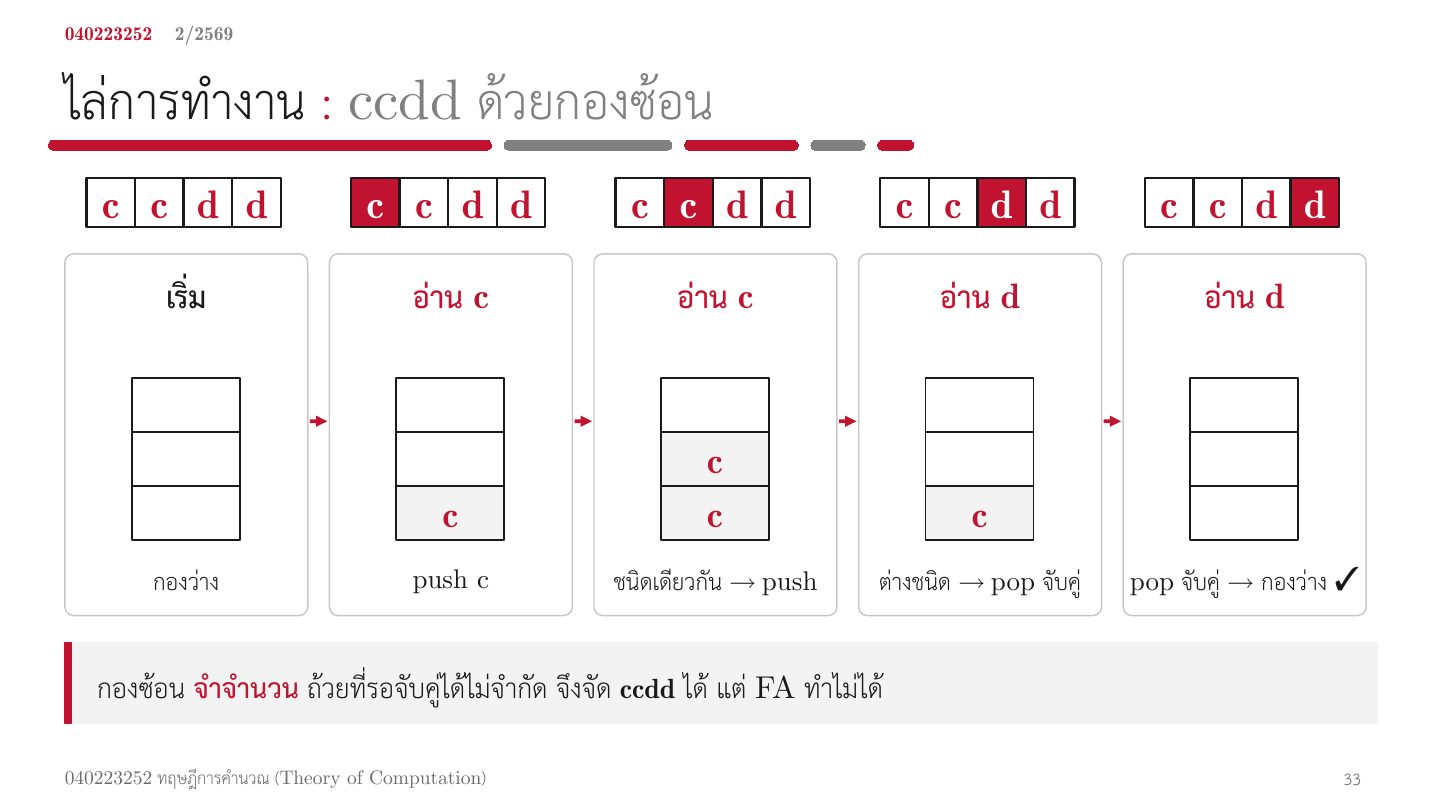 040223252 2/2569
ไล่การทำงาน : ccdd ด้วยกองซ้อน
c c d d
c c d d
c c d d
c c d d
c c d d
เริ่ม
กองว่าง
อ่าน c
c
push c
อ่าน c
c
c
ชนิดเดียวกัน → push
อ่าน d
c
ต่างชนิด → pop จับคู่
อ่าน d
pop จับคู่ → กองว่าง ✓
กองซ้อน จำจำนวน ถ้วยที่รอจับคู่ได้ไม่จำกัด จึงจัด ccdd ได้ แต่ FA ทำไม่ได้
040223252 ทฤษฎีการคำนวณ (Theory of Computation)
33